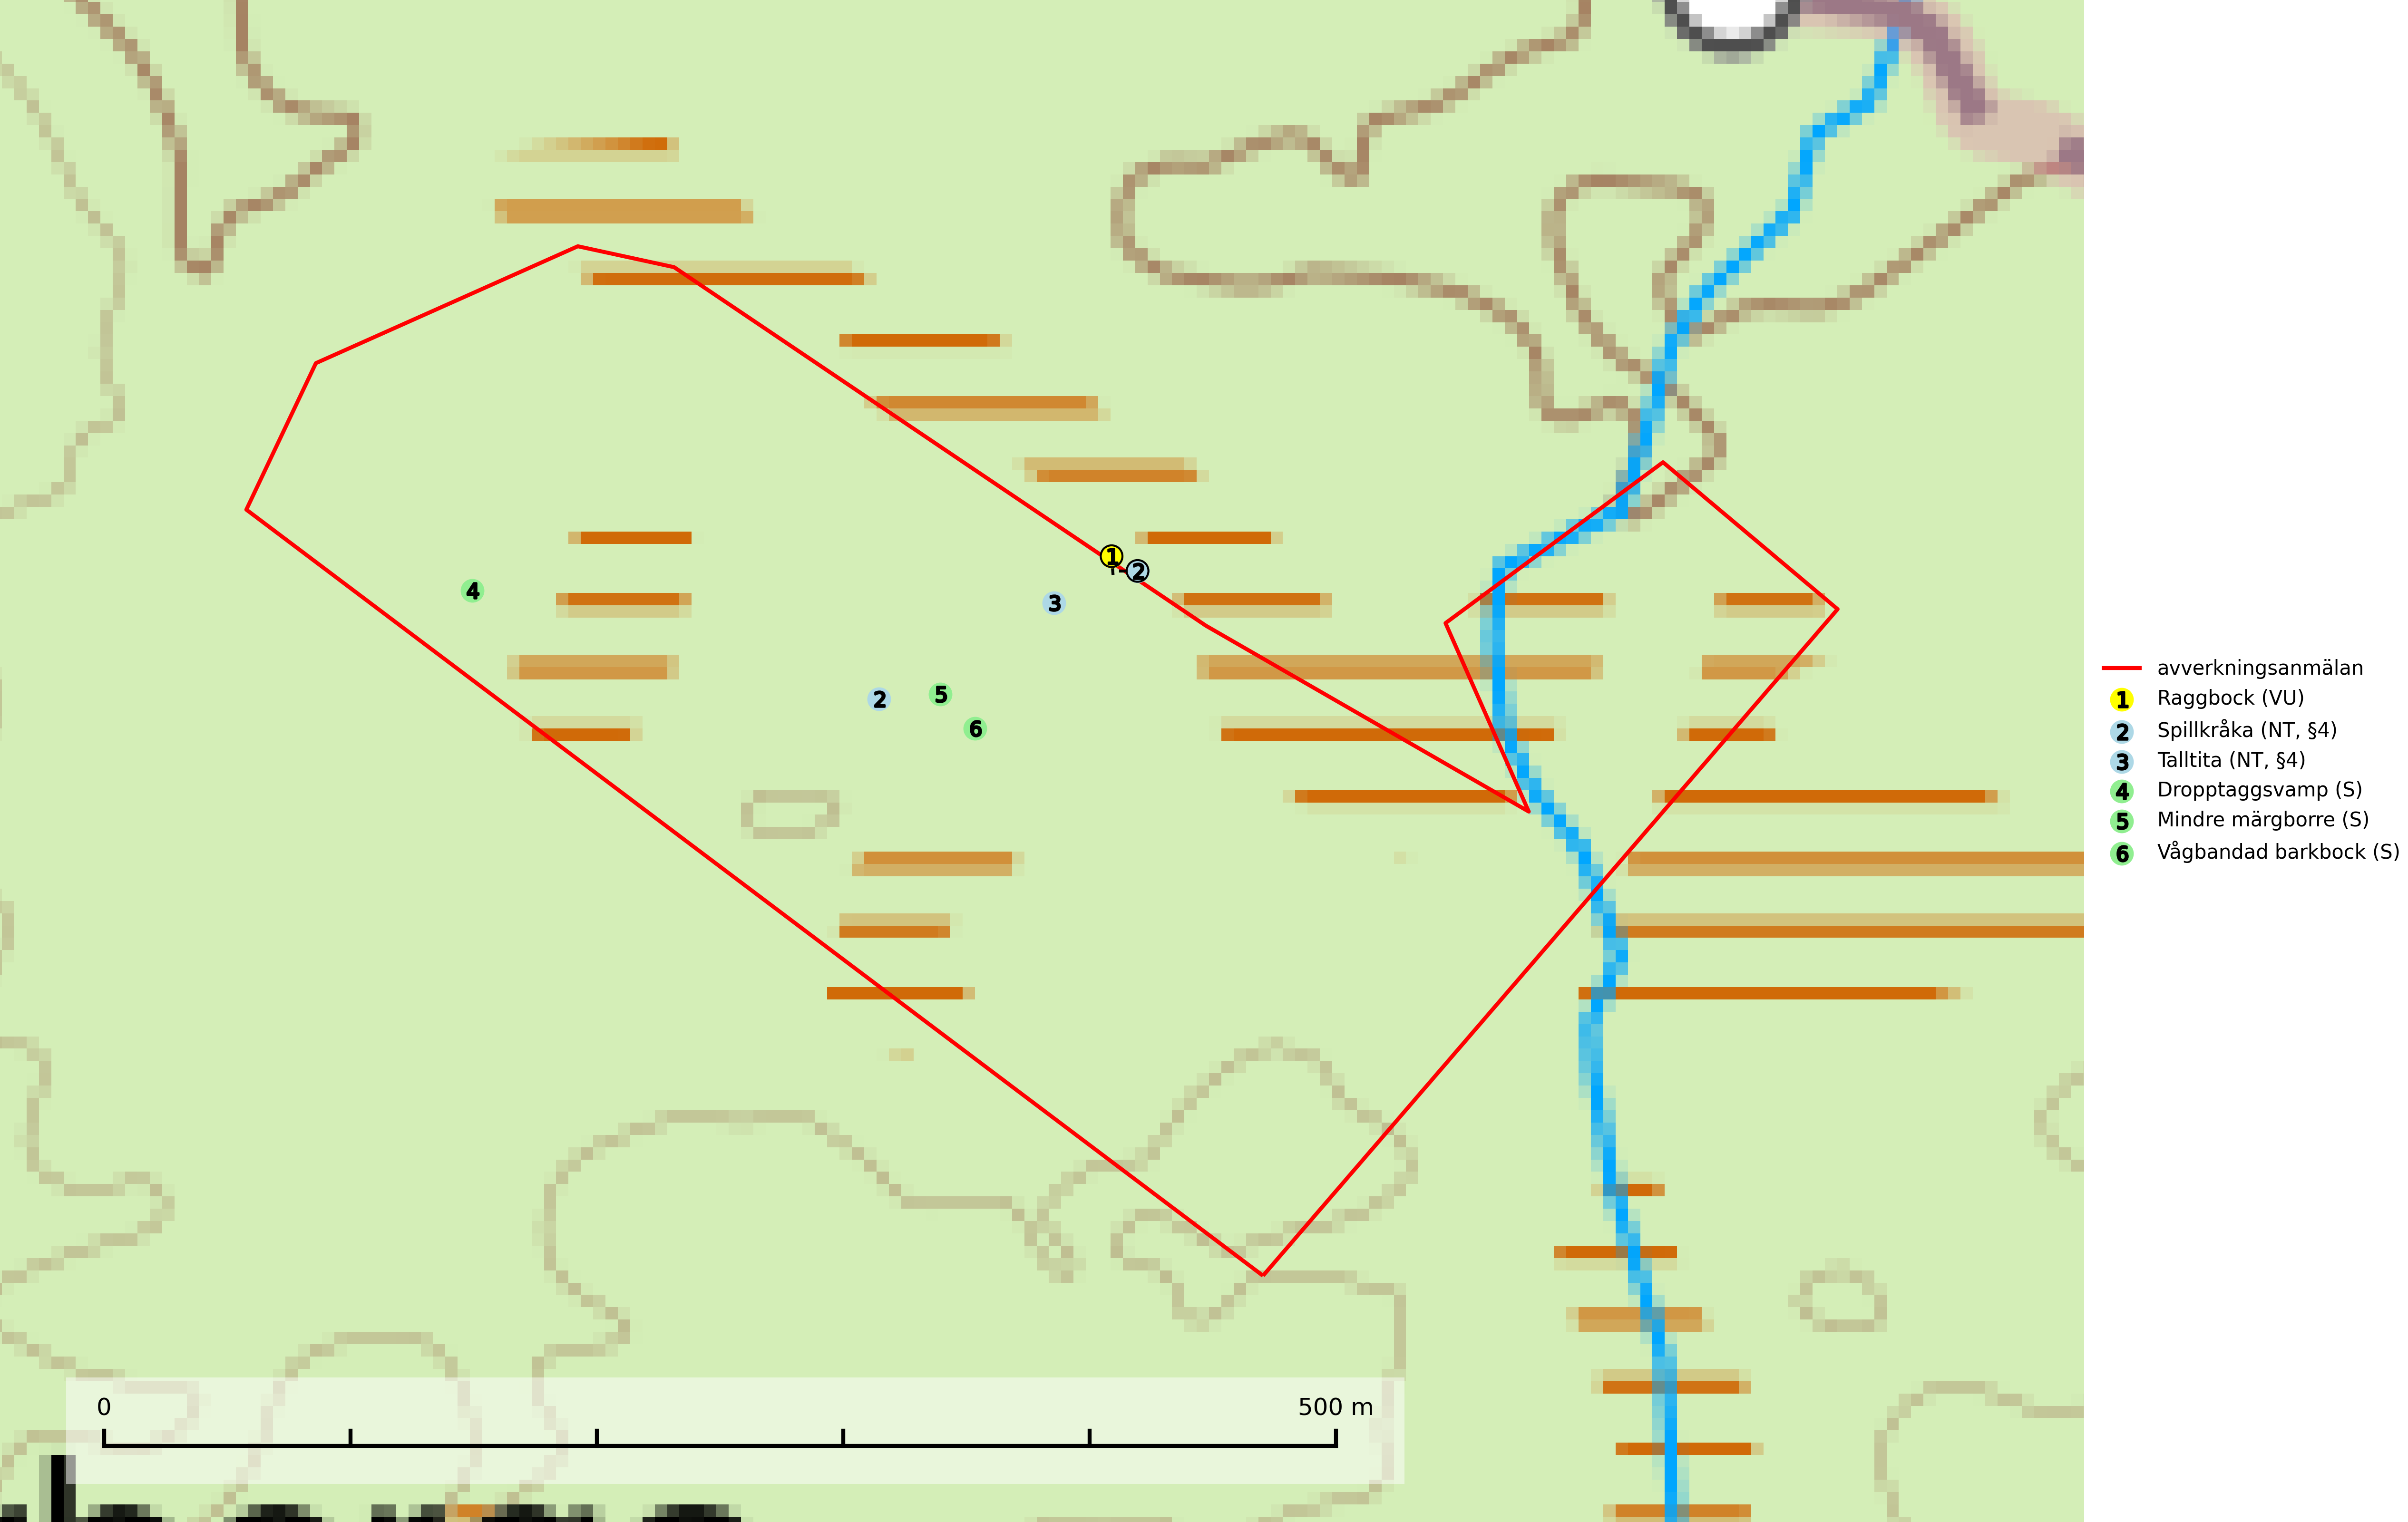 1
2
3
4
2
5
6
0
500 m
avverkningsanmälan
1 Raggbock (VU)
2 Spillkråka (NT, §4)
3 Talltita (NT, §4)
4 Dropptaggsvamp (S)
5 Mindre märgborre (S)
6 Vågbandad barkbock (S)